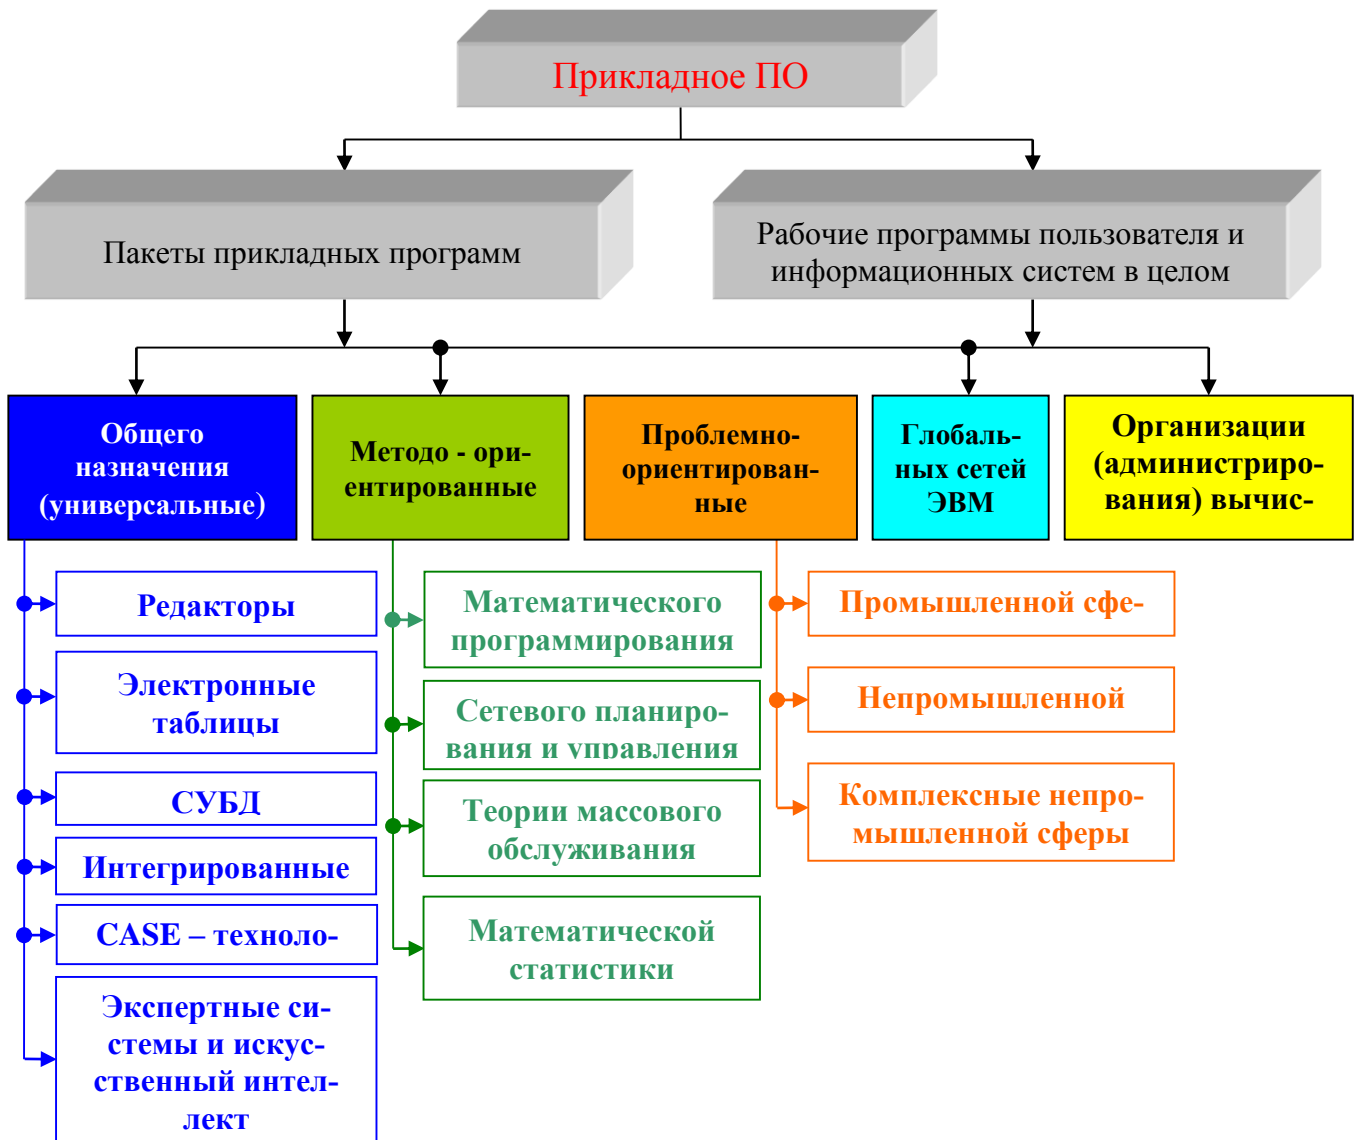 Прикладное ПО
Пакеты прикладных программ
Рабочие программы пользователя и
информационных систем в целом
Общего
назначения
(универсальные)
Методо - ори-
ентированные
Проблемно-
ориентирован-
ные
Глобаль-
ных сетей
ЭВМ
Организации
(администриро-
вания) вычис-
Редакторы
Электронные
таблицы
СУБД
Интегрированные
CASE – техноло-
Экспертные си-
стемы и искус-
ственный интел-
лект
Математического
программирования
Сетевого планиро-
вания и управления
Теории массового
обслуживания
Математической
статистики
Промышленной сфе-
Непромышленной
Комплексные непро-
мышленной сферы